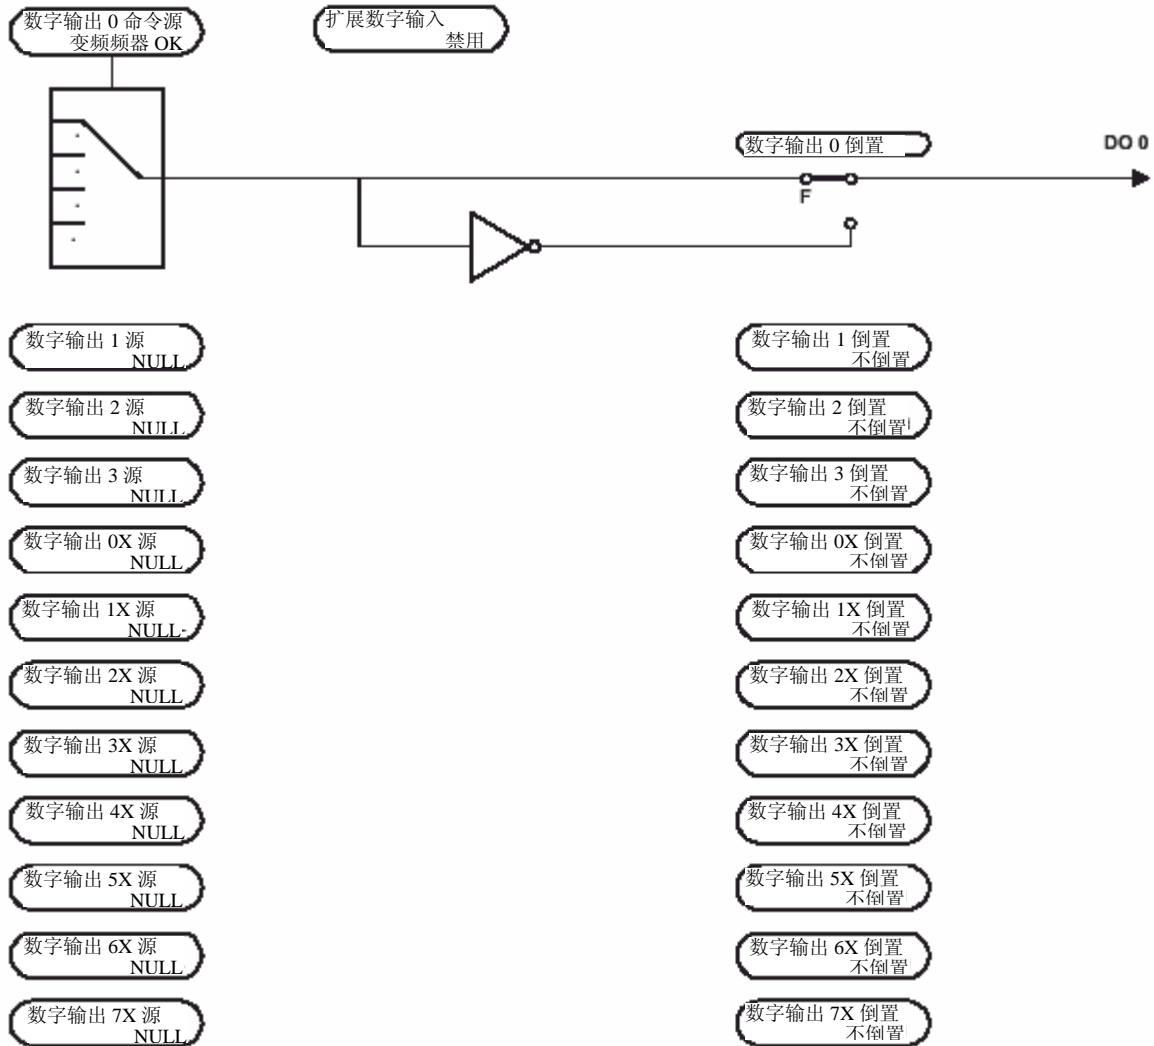 数字输出 0 命令源
变频频器 OK
扩展数字输入
禁用
数字输出 0 倒置
DO 0
F
数字输出 1 源
NULL
数字输出 1 倒置
不倒置
数字输出 2 源
NULL
数字输出 2 倒置
不倒置
数字输出 3 源
NULL
数字输出 3 倒置
不倒置
数字输出 0X 源
NULL
数字输出 0X 倒置
不倒置
数字输出 1X 源
NULL-
数字输出 1X 倒置
不倒置
数字输出 2X 源
NULL
数字输出 2X 倒置
不倒置
数字输出 3X 源
NULL
数字输出 3X 倒置
不倒置
数字输出 4X 源
NULL
数字输出 4X 倒置
不倒置
数字输出 5X 源
NULL
数字输出 5X 倒置
不倒置
数字输出 6X 源
NULL
数字输出 6X 倒置
不倒置
数字输出 7X 源
NULL
数字输出 7X 倒置
不倒置